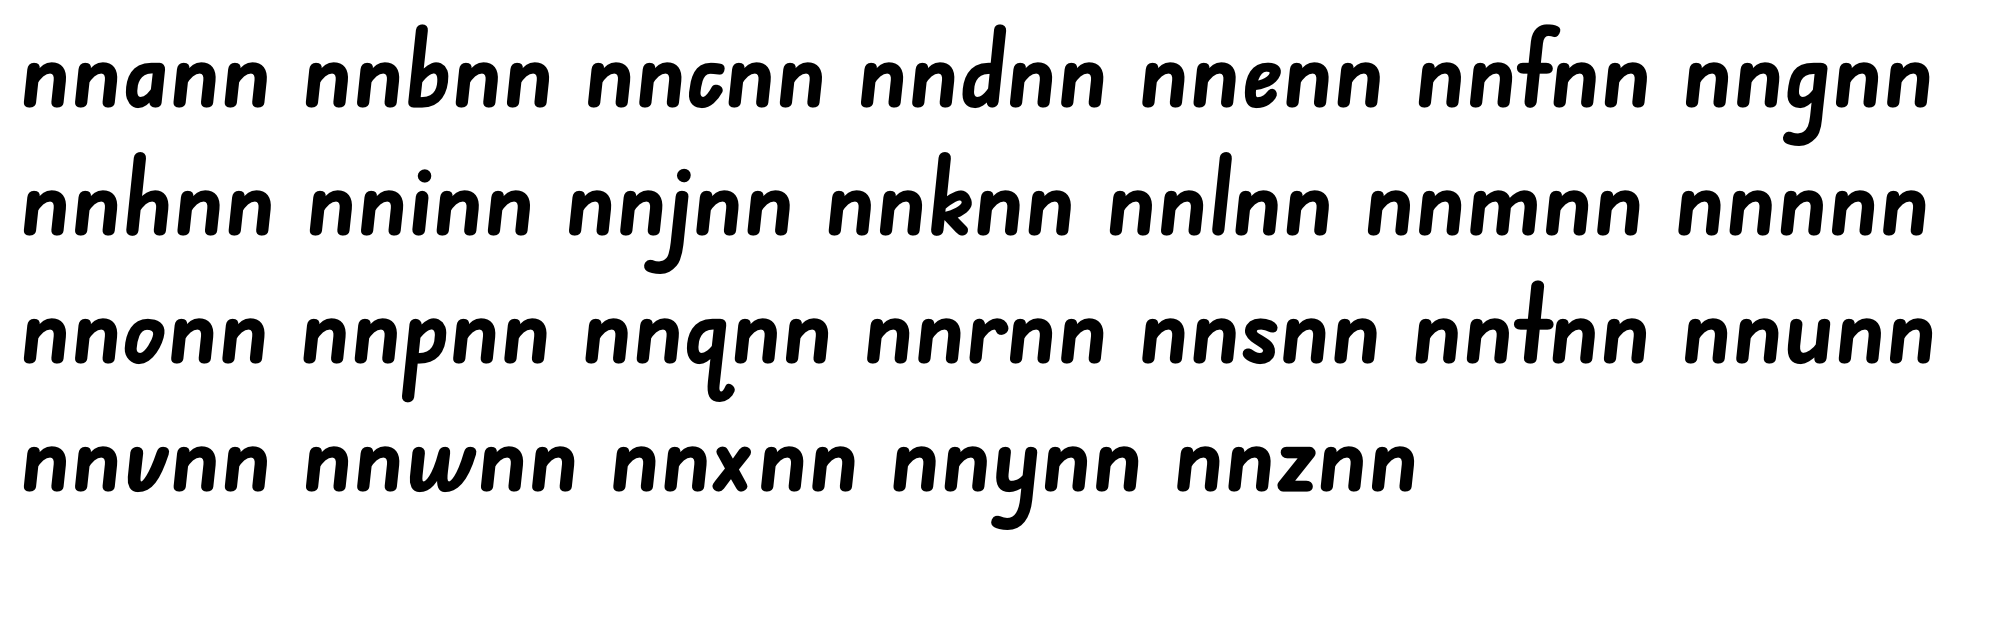 nnann nnbnn nncnn nndnn nnenn nnfnn nngnn
nnhnn nninn nnjnn nnknn nnlnn nnmnn nnnnn
nnonn nnpnn nnqnn nnrnn nnsnn nntnn nnunn
nnvnn nnwnn nnxnn nnynn nnznn